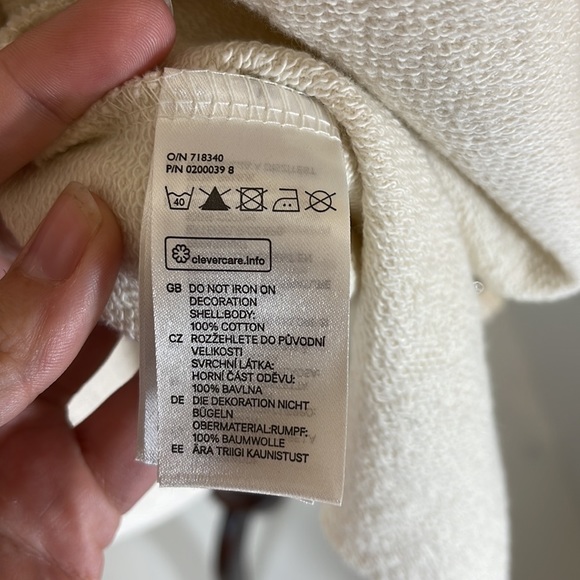 O/N 718340
P/N 0200039 8
40
clevercare.info
GB DO NOT IRON ON
DECORATION
SHELL:BODY:
100% COTTON
CZ ROZŽEHLETE DO PŮVODNÍ
VELIKOSTI
SVRCHNÍ LÁTKA:
HORNÍ ČÁST ODĚVU:
100% BAVLNA
DE DIE DEKORATION NICHT
BÜGELN
OBERMATERIAL:RUMPF:
100% BAUMWOLLE
EE ÄRA TRIIGI KAUNISTUST